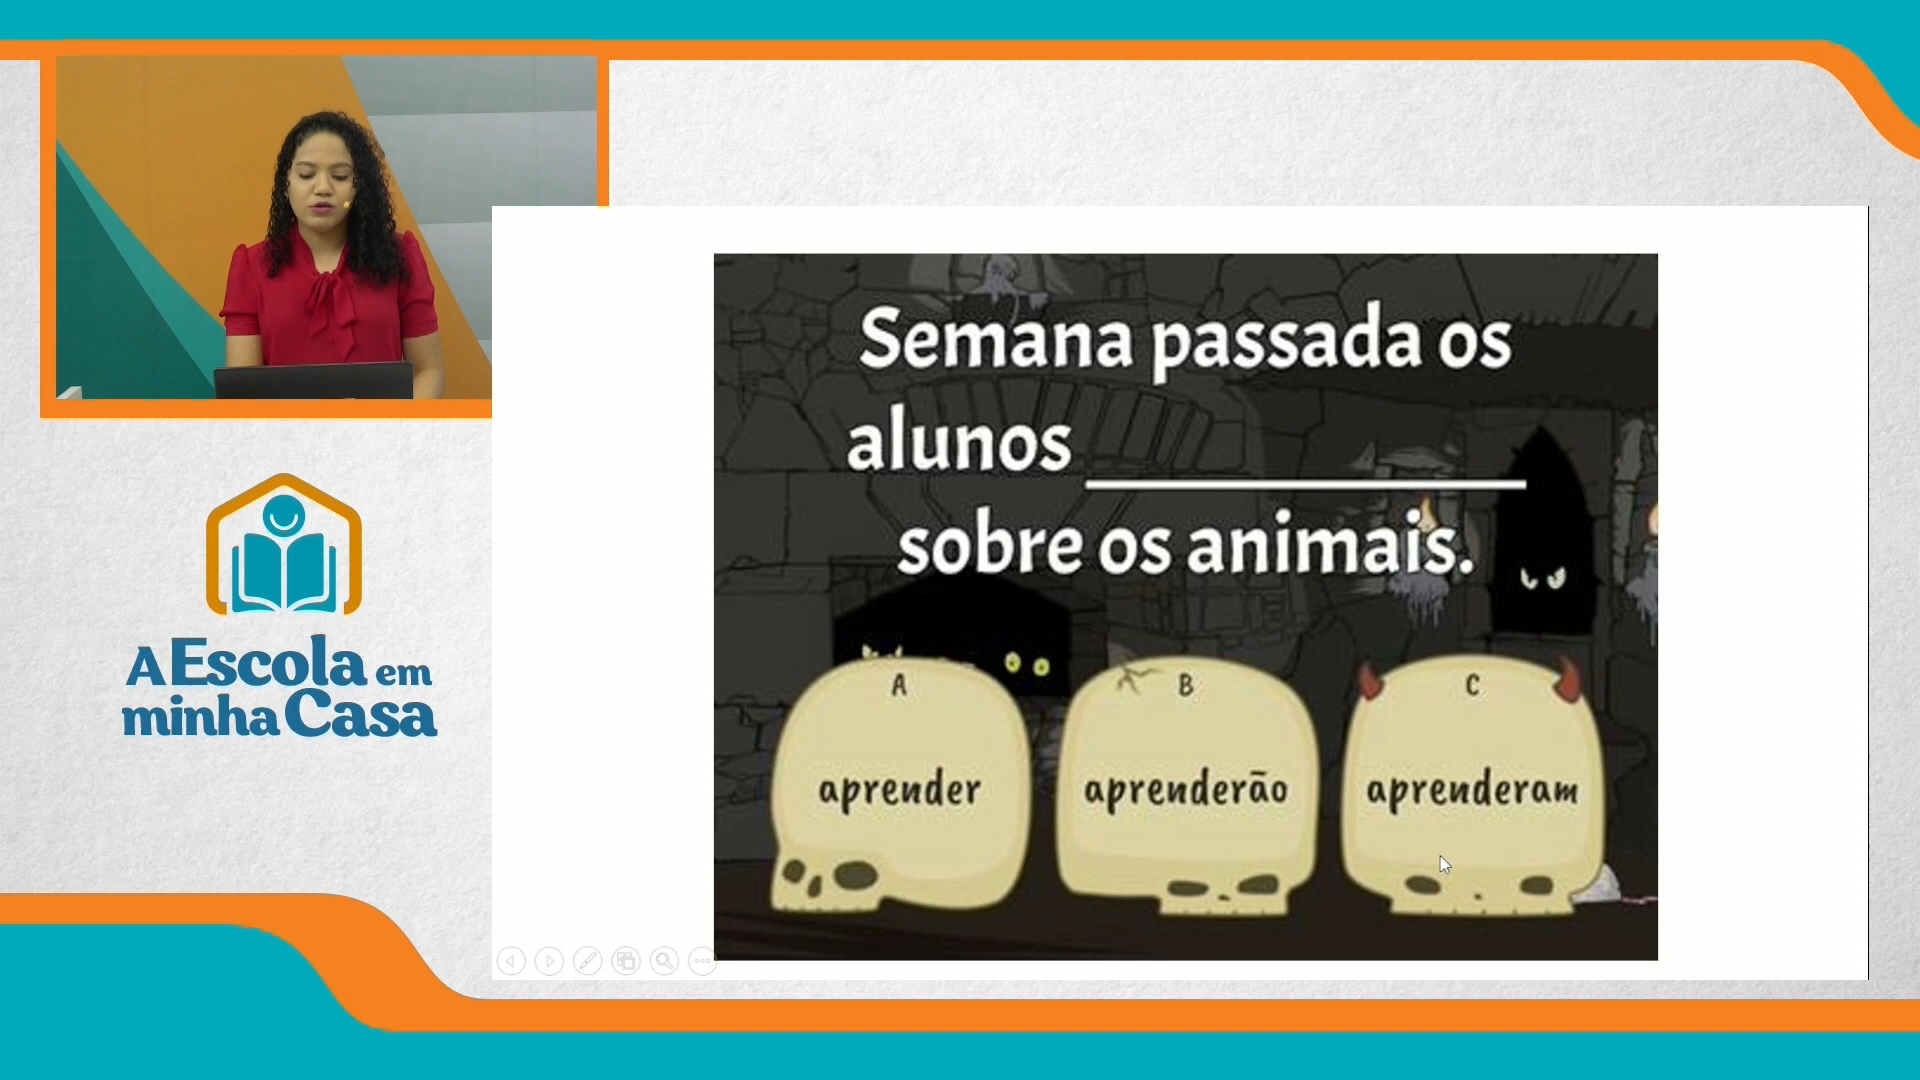 Semana passada os
alunos
sobre os animais.
A
aprender
B
aprenderão
C
aprenderam
A Escola em
minha Casa